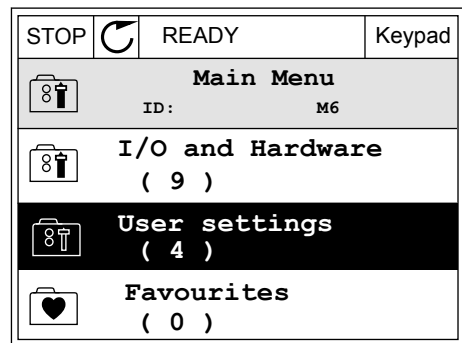 STOP READY Keypad
Main Menu
ID: M6
I/O and Hardware
( 9 )
User settings
( 4 )
Favourites
( 0 )